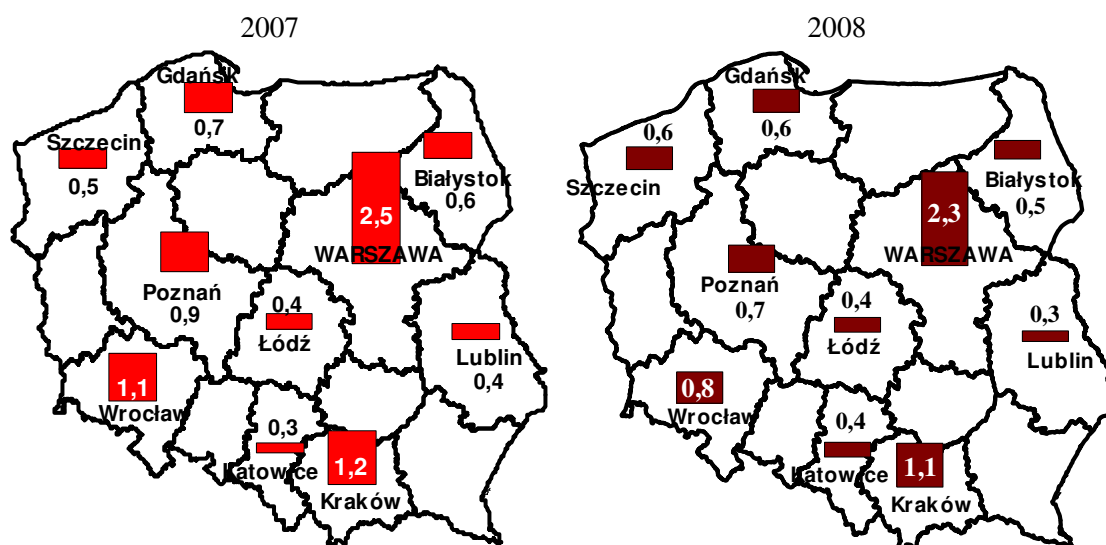 2007
Gdańsk
0,7
Szczecin
0,5
Białystok
0,6
2,5
WARSZAWA
Poznań
0,9
0,4
Łódź
Lublin
0,4
1,1
Wrocław
0,3
Katowice
1,2
Kraków
2008
Gdańsk
0,6
0,6
Szczecin
Białystok
0,5
2,3
WARSZAWA
Poznań
0,7
0,4
Łódź
0,3
Lublin
0,8
Wrocław
0,4
Katowice
1,1
Kraków